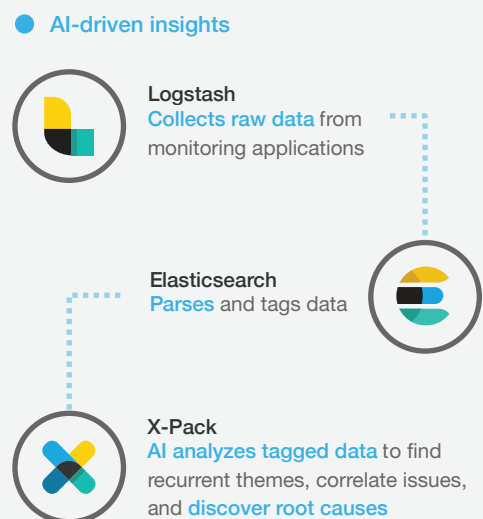 AI-driven insights
Logstash
Collects raw data from
monitoring applications
Elasticsearch
Parses and tags data
X-Pack
AI analyzes tagged data to find
recurrent themes, correlate issues,
and discover root causes